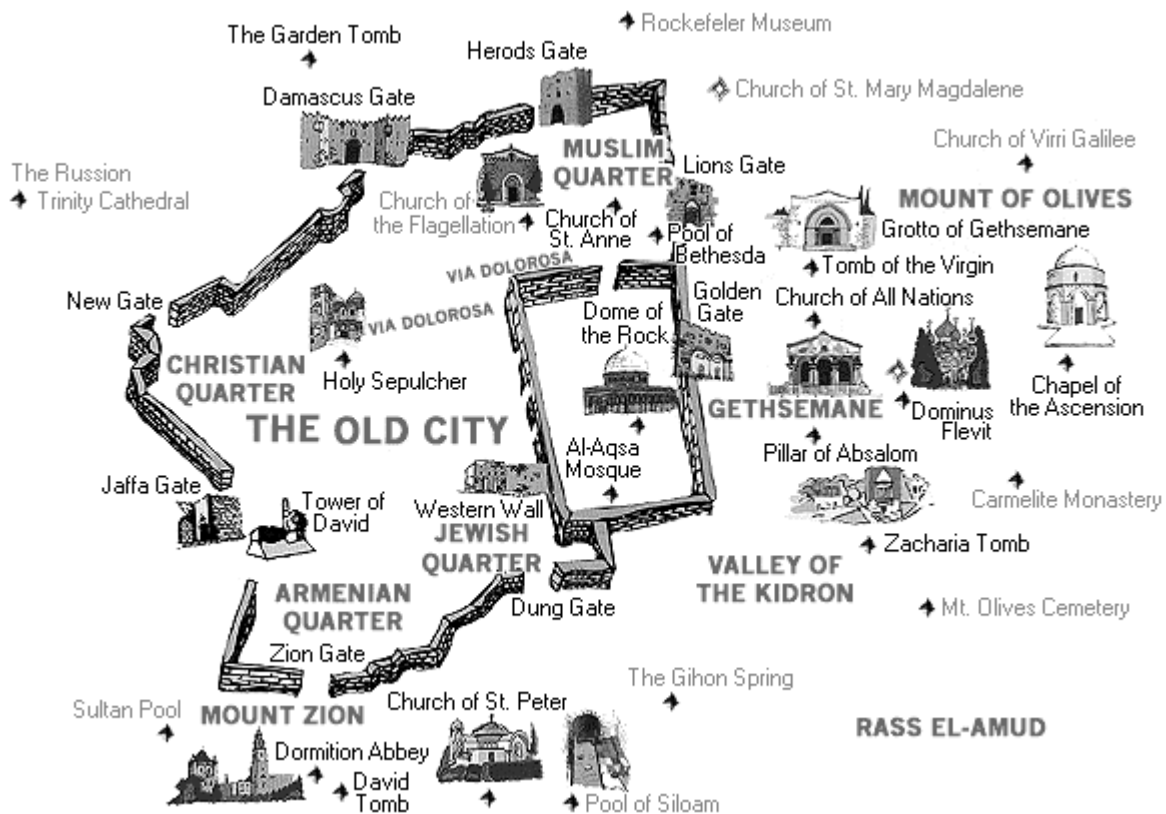 Rockefeler Museum
The Garden Tomb
Herods Gate
Damascus Gate
Church of St. Mary Magdalene
Church of Virri Galilee
MUSLIM
QUARTER
Lions Gate
The Russion
Trinity Cathedral
Church of
the Flagellation
MOUNT OF OLIVES
Church of
St. Anne
Pool of
Bethesda
Grotto of Gethsemane
Tomb of the Virgin
VIA DOLOROSA
New Gate
VIA DOLOROSA
Golden
Gate
Church of All Nations
Dome of
the Rock
CHRISTIAN
QUARTER
Holy Sepulcher
THE OLD CITY
GETHSEMANE
Dominus
Flevit
Chapel of
the Ascension
Al-Aqsa
Mosque
Pillar of Absalom
Jaffa Gate
Tower of
David
Western Wall
Carmelite Monastery
JEWISH
QUARTER
Zacharia Tomb
VALLEY OF
THE KIDRON
ARMENIAN
QUARTER
Dung Gate
Mt. Olives Cemetery
Zion Gate
The Gihon Spring
Sultan Pool
MOUNT ZION
Church of St. Peter
RASS EL-AMUD
Dormition Abbey
David
Tomb
Pool of Siloam